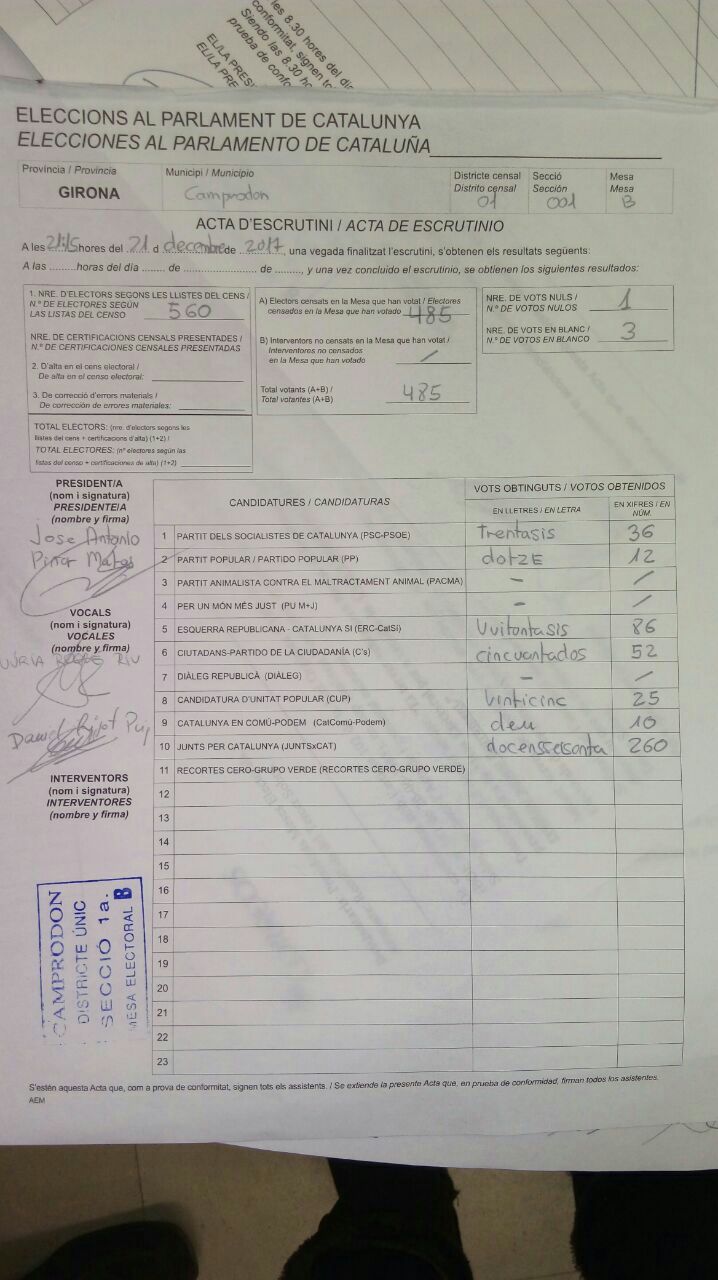 es 8.30 hores del di
Siendo las 8.30 ho
conformitat, signen to
prueba de confo
EL/LA PRES
EL/LA PRE
ELECCIONS AL PARLAMENT DE CATALUNYA
ELECCIONES AL PARLAMENTO DE CATALUÑA
Província / Provincia Municipi / Municipio Districte censal Secció Mesa
Distrito censal Sección Mesa
GIRONA Camprodon 01 001 B
ACTA D'ESCRUTINI / ACTA DE ESCRUTINIO
A les 21:15 hores del 21 d decembre de 2017, una vegada finalitzat l'escrutini, s'obtenen els resultats següents:
A las ......... horas del día ....... de ...................... de ........, y una vez concluido el escrutinio, se obtienen los siguientes resultados:
1. NRE. D'ELECTORS SEGONS LES LLISTES DEL CENS /
N.º DE ELECTORES SEGÚN
LAS LISTAS DEL CENSO 560
NRE. DE CERTIFICACIONS CENSALS PRESENTADES /
N.º DE CERTIFICACIONES CENSALES PRESENTADAS
2. D'alta en el cens electoral /
De alta en el censo electoral:
3. De correcció d'errors materials /
De corrección de errores materiales:
TOTAL ELECTORS: (nre. d'electors segons les
llistes del cens + certificacions d'alta) (1+2) /
TOTAL ELECTORES: (nº electores según las
listas del censo + certificaciones de alta) (1+2)
A) Electors censats en la Mesa que han votat / Electores
censados en la Mesa que han votado 485
B) Interventors no censats en la Mesa que han votat /
Interventores no censados
en la Mesa que han votado /
Total votants (A+B) /
Total votantes (A+B) 485
NRE. DE VOTS NULS /
N.º DE VOTOS NULOS 1
NRE. DE VOTS EN BLANC /
N.º DE VOTOS EN BLANCO 3
PRESIDENT/A
(nom i signatura)
PRESIDENTE/A
(nombre y firma)
Jose Antonio
VOCALS
(nom i signatura)
VOCALES
(nombre y firma)
David
INTERVENTORS
(nom i signatura)
INTERVENTORES
(nombre y firma)
CANDIDATURES / CANDIDATURAS VOTS OBTINGUTS / VOTOS OBTENIDOS
EN LLETRES / EN LETRA EN XIFRES / EN
NÚM.
1 PARTIT DELS SOCIALISTES DE CATALUNYA (PSC-PSOE) Trentasis 36
2 PARTIT POPULAR / PARTIDO POPULAR (PP) dotze 12
3 PARTIT ANIMALISTA CONTRA EL MALTRACTAMENT ANIMAL (PACMA) - /
4 PER UN MÓN MÉS JUST (PU M+J) - /
5 ESQUERRA REPUBLICANA - CATALUNYA SI (ERC-CatSí) Vuitantasis 86
6 CIUTADANS-PARTIDO DE LA CIUDADANÍA (C's) cincuantados 52
7 DIÀLEG REPUBLICÀ (DIÀLEG) - /
8 CANDIDATURA D'UNITAT POPULAR (CUP) vinticinc 25
9 CATALUNYA EN COMÚ-PODEM (CatComú-Podem) deu 10
10 JUNTS PER CATALUNYA (JUNTSxCAT) docensseisanta 260
11 RECORTES CERO-GRUPO VERDE (RECORTES CERO-GRUPO VERDE)
12
13
14
15
16
17
18
19
20
21
22
23
CAMPRODON
DISTRICTE ÚNIC
SECCIÓ 1a.
MESA ELECTORAL B
S'estén aquesta Acta que, com a prova de conformitat, signen tots els assistents. / Se extiende la presente Acta que, en prueba de conformidad, firman todos los asistentes.
AEM